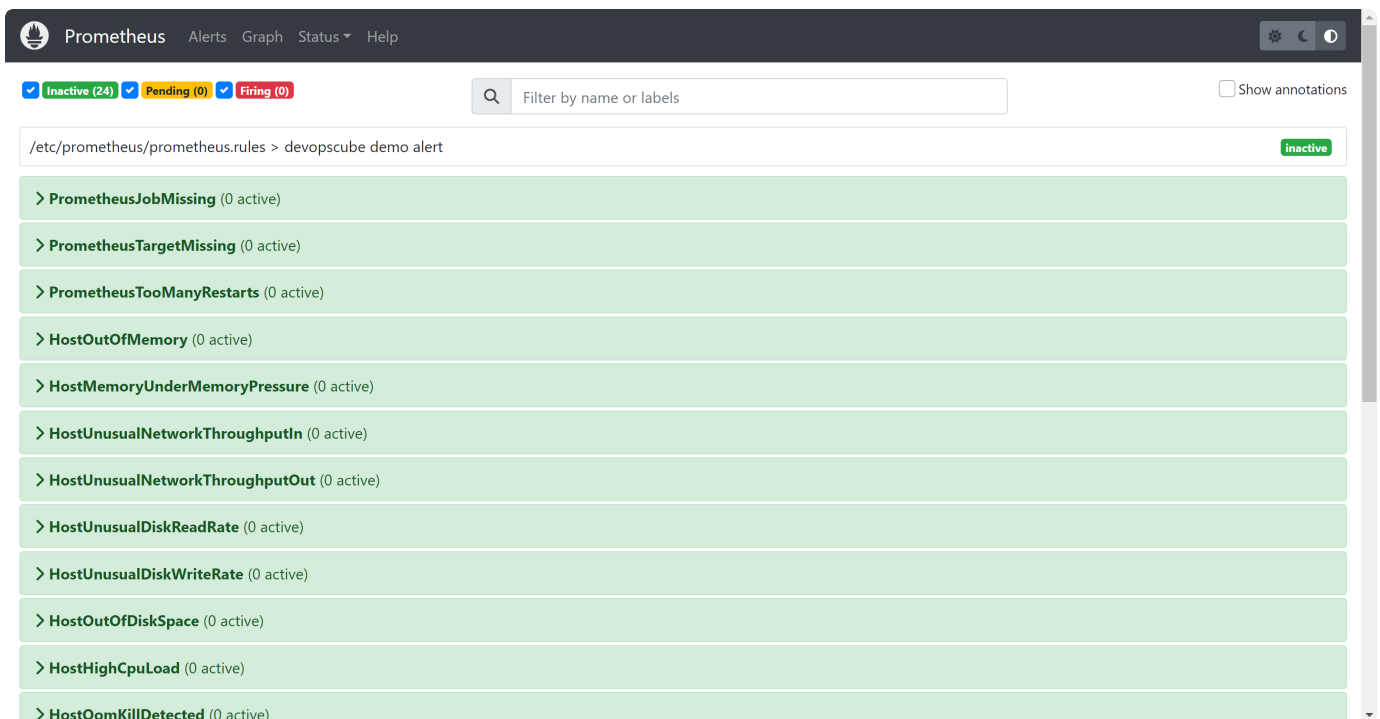 Prometheus Alerts Graph Status Help
Inactive (24) Pending (0) Firing (0) Filter by name or labels Show annotations
/etc/prometheus/prometheus.rules > devopscube demo alert inactive
PrometheusJobMissing (0 active)
PrometheusTargetMissing (0 active)
PrometheusTooManyRestarts (0 active)
HostOutOfMemory (0 active)
HostMemoryUnderMemoryPressure (0 active)
HostUnusualNetworkThroughputIn (0 active)
HostUnusualNetworkThroughputOut (0 active)
HostUnusualDiskReadRate (0 active)
HostUnusualDiskWriteRate (0 active)
HostOutOfDiskSpace (0 active)
HostHighCpuLoad (0 active)
HostOomKillDetected (0 active)